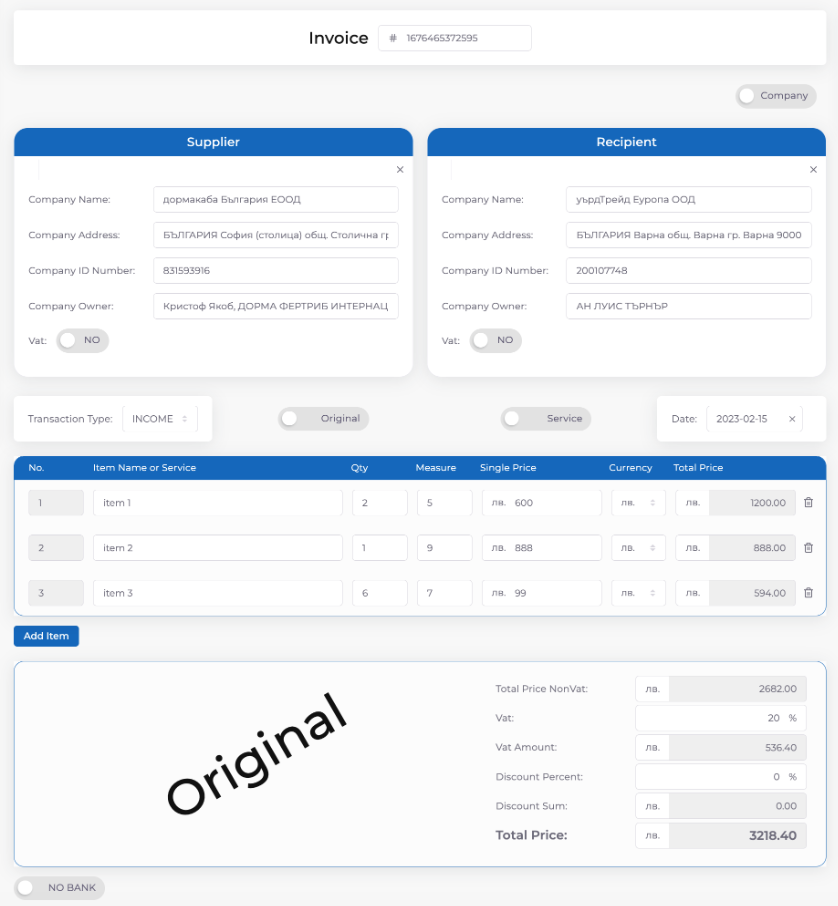 Invoice # 1676465372595
Company
Supplier Recipient
Company Name: дормакаба България ЕООД Company Name: уърдТрейд Еуропа ООД
Company Address: БЪЛГАРИЯ София (столица) общ. Столична гр Company Address: БЪЛГАРИЯ Варна общ. Варна гр. Варна 9000
Company ID Number: 831593916 Company ID Number: 200107748
Company Owner: Кристоф Якоб, ДОРМА ФЕРТРИБ ИНТЕРНАЦ Company Owner: АН ЛУИС ТЪРНЪР
Vat: NO Vat: NO
Transaction Type: INCOME Original Service Date: 2023-02-15
No. Item Name or Service Qty Measure Single Price Currency Total Price
1 item 1 2 5 лв. 600 лв. лв. 1200.00
2 item 2 1 9 лв. 888 лв. лв. 888.00
3 item 3 6 7 лв. 99 лв. лв. 594.00
Add Item
Original
Total Price NonVat: лв. 2682.00
Vat: 20 %
Vat Amount: лв. 536.40
Discount Percent: 0 %
Discount Sum: лв. 0.00
Total Price: лв. 3218.40
NO BANK